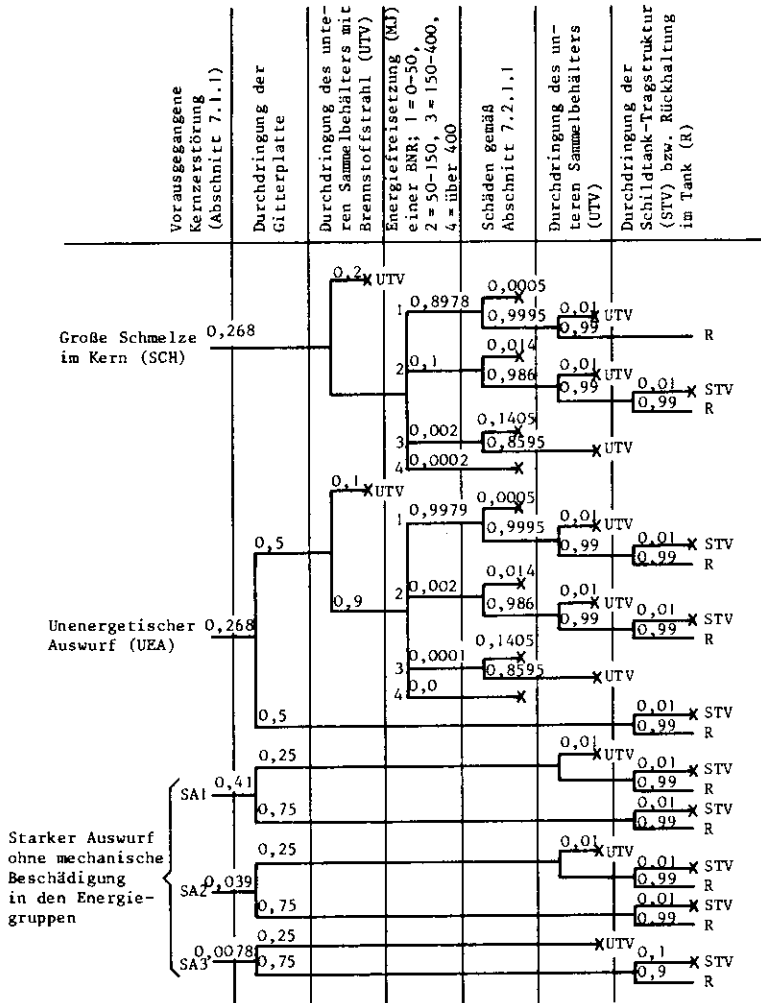 Vorausgegangene
Kernzerstörung
(Abschnitt 7.1.1)
Durchdringung der
Gitterplatte
Durchdringung des unte-
ren Sammelbehälters mit
Brennstoffstrahl (UTV)
Energiefreisetzung (MJ)
einer BNR; 1 = 0-50,
2 = 50-150, 3 = 150-400,
4 = über 400
Schäden gemäß
Abschnitt 7.2.1.1
Durchdringung des un-
teren Sammelbehälters
(UTV)
Durchdringung der
Schildtank-Tragstruktur
(STV) bzw. Rückhaltung
im Tank (R)
0,2 UTV
0,0005
1 0,8978 0,9995 0,01 UTV
Große Schmelze 0,268
0,99 R
im Kern (SCH)
0,014
2 0,1 0,986 0,01 UTV
0,99 0,01 STV
0,99 R
0,1405
3 0,002 0,8595 UTV
4 0,0002
0,1 UTV
0,0005
1 0,9979 0,9995 0,01 UTV
0,5 0,99 0,01 STV
0,99 R
0,014
2 0,002 0,986 0,01 UTV
0,9 0,99 0,01 STV
Unenergetischer 0,268
0,99 R
Auswurf (UEA)
0,1405
3 0,0001 0,8595 UTV
4 0,0
0,5 0,01 STV
0,99 R
0,25 0,01 UTV
SA1 0,41 0,01 STV
0,99 R
0,75 0,01 STV
0,99 R
Starker Auswurf
ohne mechanische
Beschädigung
in den Energie-
gruppen
0,25 0,01 UTV
SA2 0,039 0,01 STV
0,99 R
0,75 0,01 STV
0,99 R
0,25 UTV
SA3 0,0078 0,75 0,1 STV
0,9 R